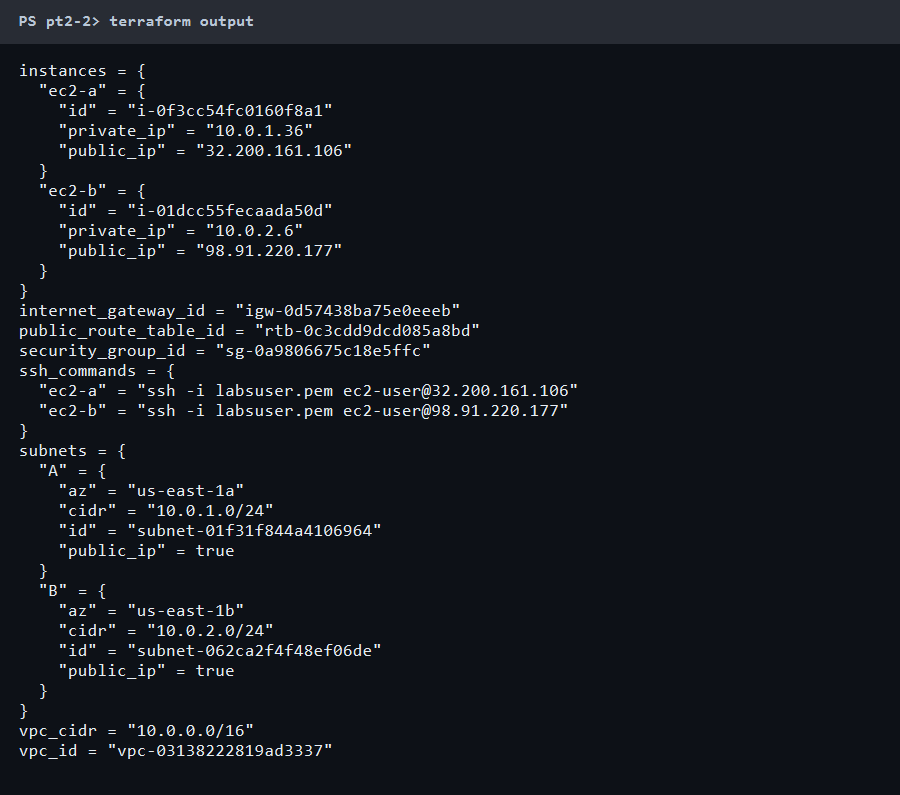 PS pt2-2> terraform output
instances = {
  "ec2-a" = {
    "id" = "i-0f3cc54fc0160f8a1"
    "private_ip" = "10.0.1.36"
    "public_ip" = "32.200.161.106"
  }
  "ec2-b" = {
    "id" = "i-01dcc55fecaada50d"
    "private_ip" = "10.0.2.6"
    "public_ip" = "98.91.220.177"
  }
}
internet_gateway_id = "igw-0d57438ba75e0eeeb"
public_route_table_id = "rtb-0c3cdd9dcd085a8bd"
security_group_id = "sg-0a9806675c18e5ffc"
ssh_commands = {
  "ec2-a" = "ssh -i labsuser.pem ec2-user@32.200.161.106"
  "ec2-b" = "ssh -i labsuser.pem ec2-user@98.91.220.177"
}
subnets = {
  "A" = {
    "az" = "us-east-1a"
    "cidr" = "10.0.1.0/24"
    "id" = "subnet-01f31f844a4106964"
    "public_ip" = true
  }
  "B" = {
    "az" = "us-east-1b"
    "cidr" = "10.0.2.0/24"
    "id" = "subnet-062ca2f4f48ef06de"
    "public_ip" = true
  }
}
vpc_cidr = "10.0.0.0/16"
vpc_id = "vpc-03138222819ad3337"